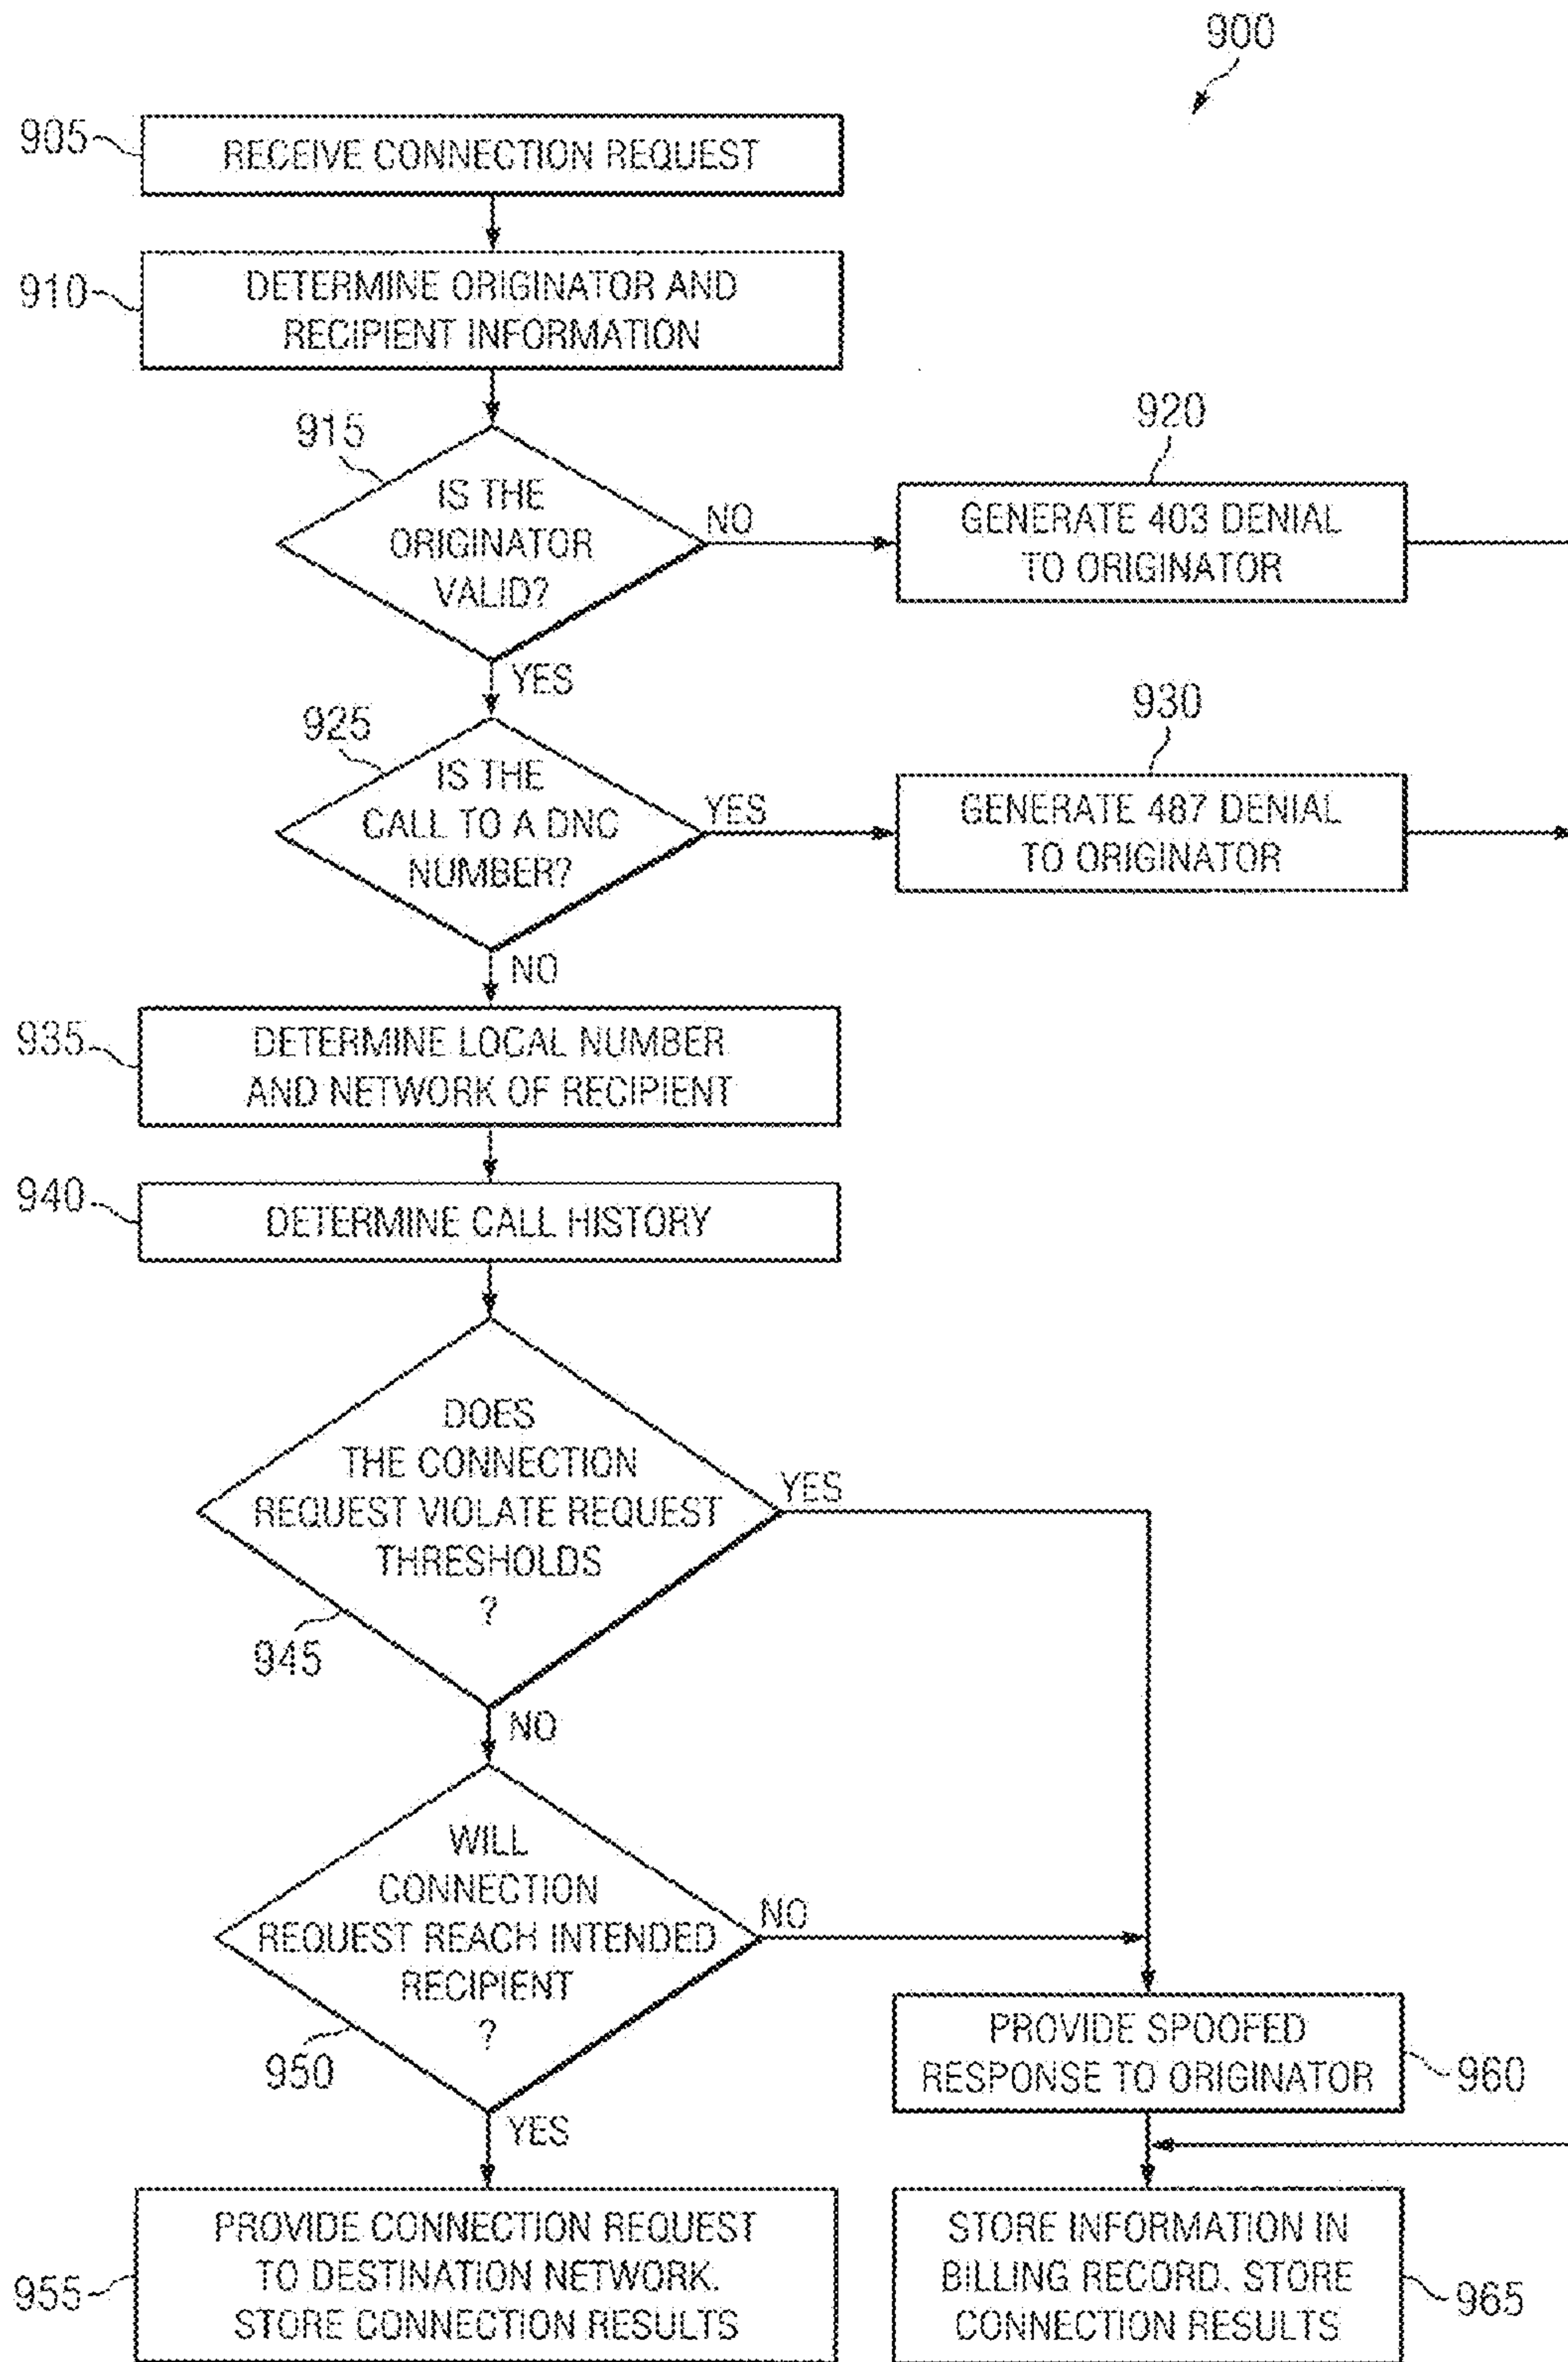 900
905
RECEIVE CONNECTION REQUEST
910
DETERMINE ORIGINATOR AND
RECIPIENT INFORMATION
915
IS THE
ORIGINATOR
VALID?
NO
YES
920
GENERATE 403 DENIAL
TO ORIGINATOR
925
IS THE
CALL TO A DNC
NUMBER?
YES
NO
930
GENERATE 487 DENIAL
TO ORIGINATOR
935
DETERMINE LOCAL NUMBER
AND NETWORK OF RECIPIENT
940
DETERMINE CALL HISTORY
DOES
THE CONNECTION
REQUEST VIOLATE REQUEST
THRESHOLDS
?
945
YES
NO
WILL
CONNECTION
REQUEST REACH INTENDED
RECIPIENT
?
950
NO
YES
PROVIDE SPOOFED
RESPONSE TO ORIGINATOR
960
955
PROVIDE CONNECTION REQUEST
TO DESTINATION NETWORK.
STORE CONNECTION RESULTS
STORE INFORMATION IN
BILLING RECORD. STORE
CONNECTION RESULTS
965